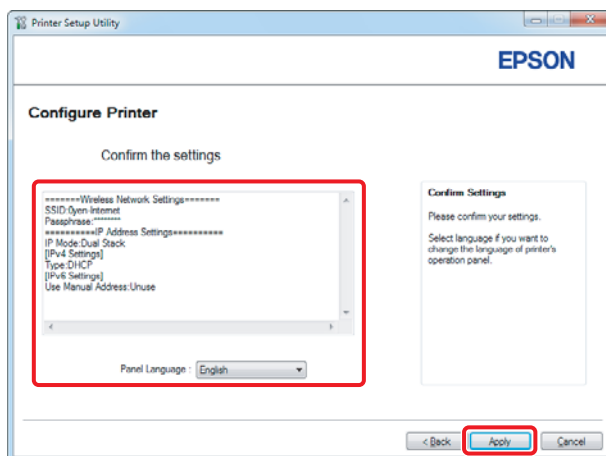 Printer Setup Utility
EPSON
Configure Printer
Confirm the settings
=======Wireless Network Settings=======
SSID:0yen-Internet
Passphrase:********
==========IP Address Settings==========
IP Mode:Dual Stack
[IPv4 Settings]
Type:DHCP
[IPv6 Settings]
Use Manual Address:Unuse
Panel Language : English
Confirm Settings
Please confirm your settings.
Select language if you want to
change the language of printer's
operation panel.
< Back Apply Cancel